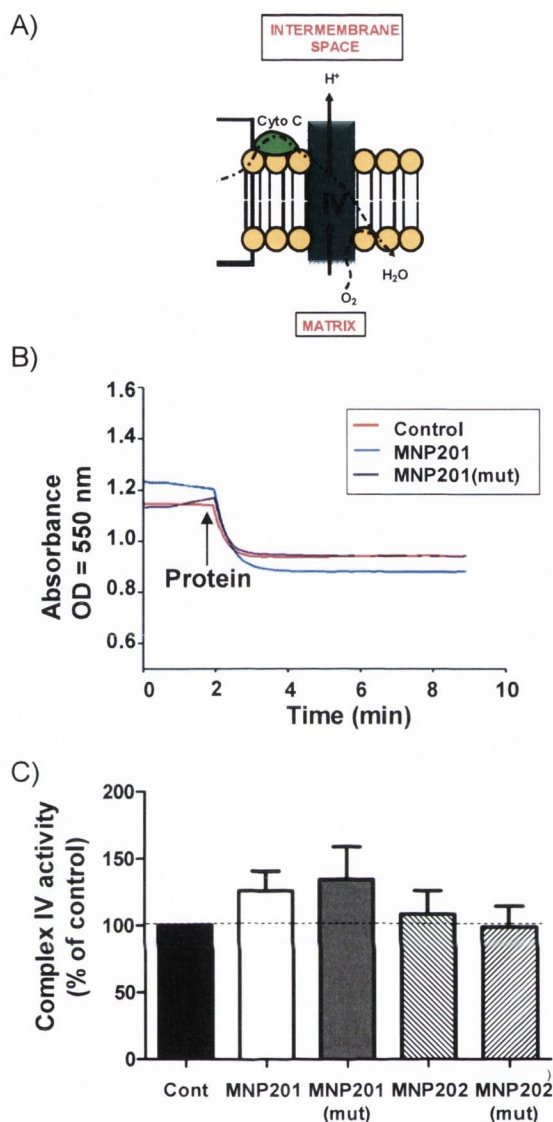 A)
INTERMEMBRANE
SPACE
H⁺
Cyto C
IV
H₂O
O₂
MATRIX
B)
1.6
1.4
1.2
1.0
0.8
0.6
Absorbance
OD = 550 nm
Control
MNP201
MNP201(mut)
Protein
0 2 4 6 8 10
Time (min)
C)
200
150
100
50
0
Complex IV activity
(% of control)
Cont MNP201 MNP201 MNP202 MNP202
(mut) (mut)
)